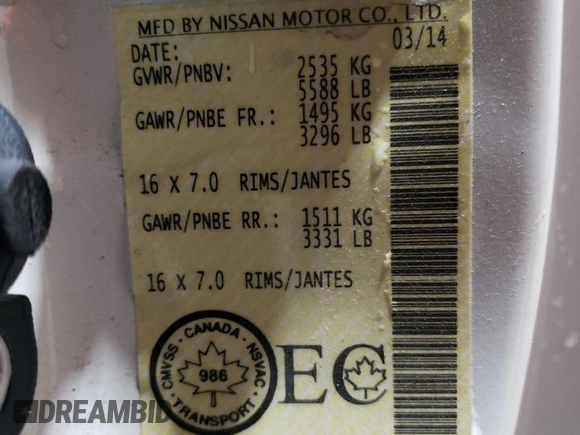 MFD BY NISSAN MOTOR CO., LTD.
DATE: 03/14
GVWR/PNBV: 2535 KG
5588 LB
GAWR/PNBE FR.: 1495 KG
3296 LB
16 X 7.0 RIMS/JANTES
GAWR/PNBE RR.: 1511 KG
3331 LB
16 X 7.0 RIMS/JANTES
CMVSS · CANADA · NSVAC · TRANSPORT ·
986
EC
DREAMBID